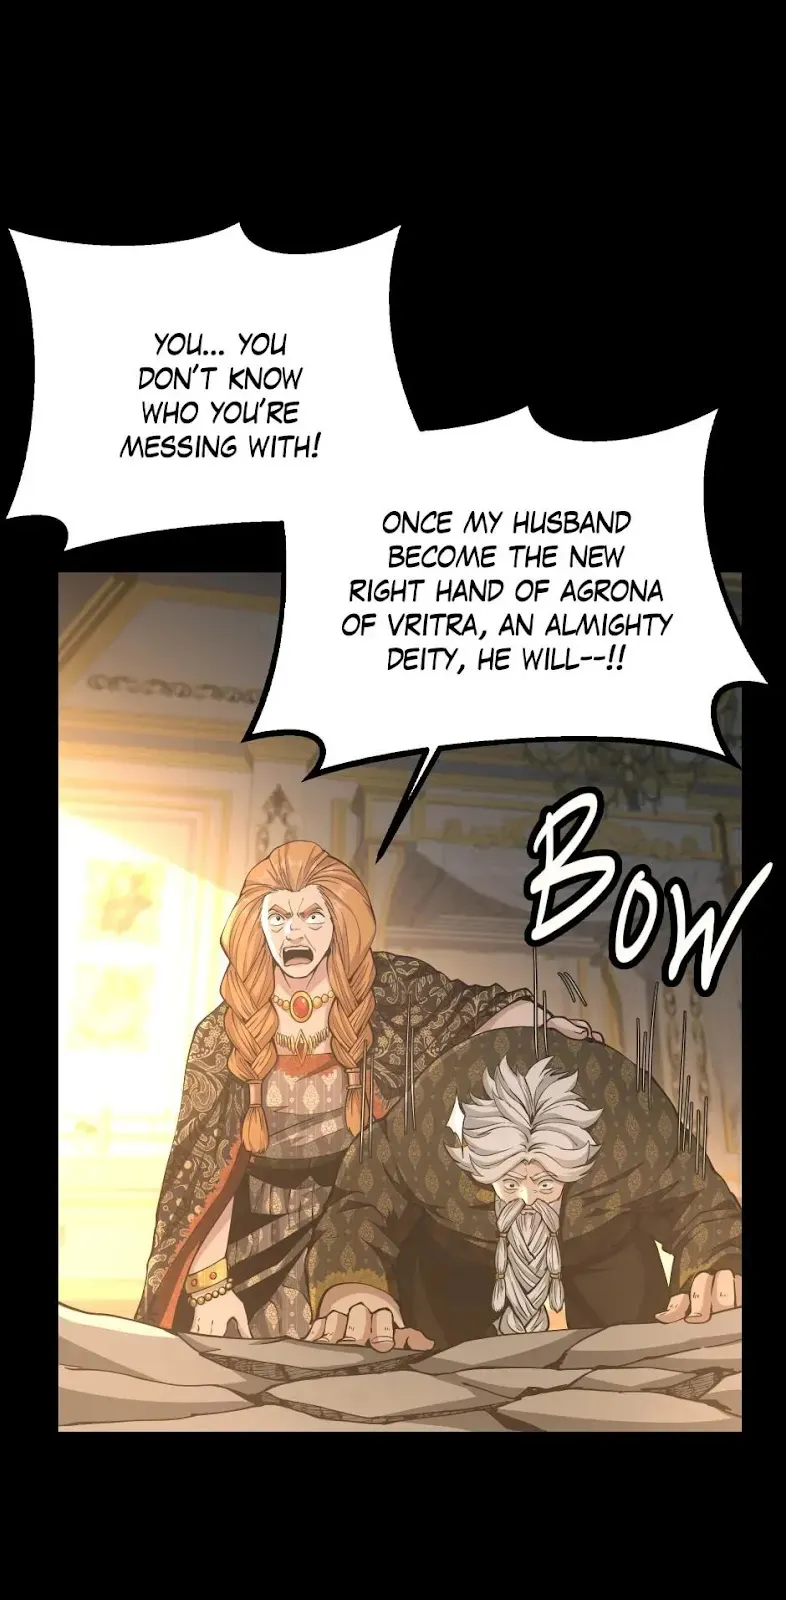 YOU... YOU
DON'T KNOW
WHO YOU'RE
MESSING WITH!
ONCE MY HUSBAND
BECOME THE NEW
RIGHT HAND OF AGRONA
OF VRITRA, AN ALMIGHTY
DEITY, HE WILL--!!
BOW